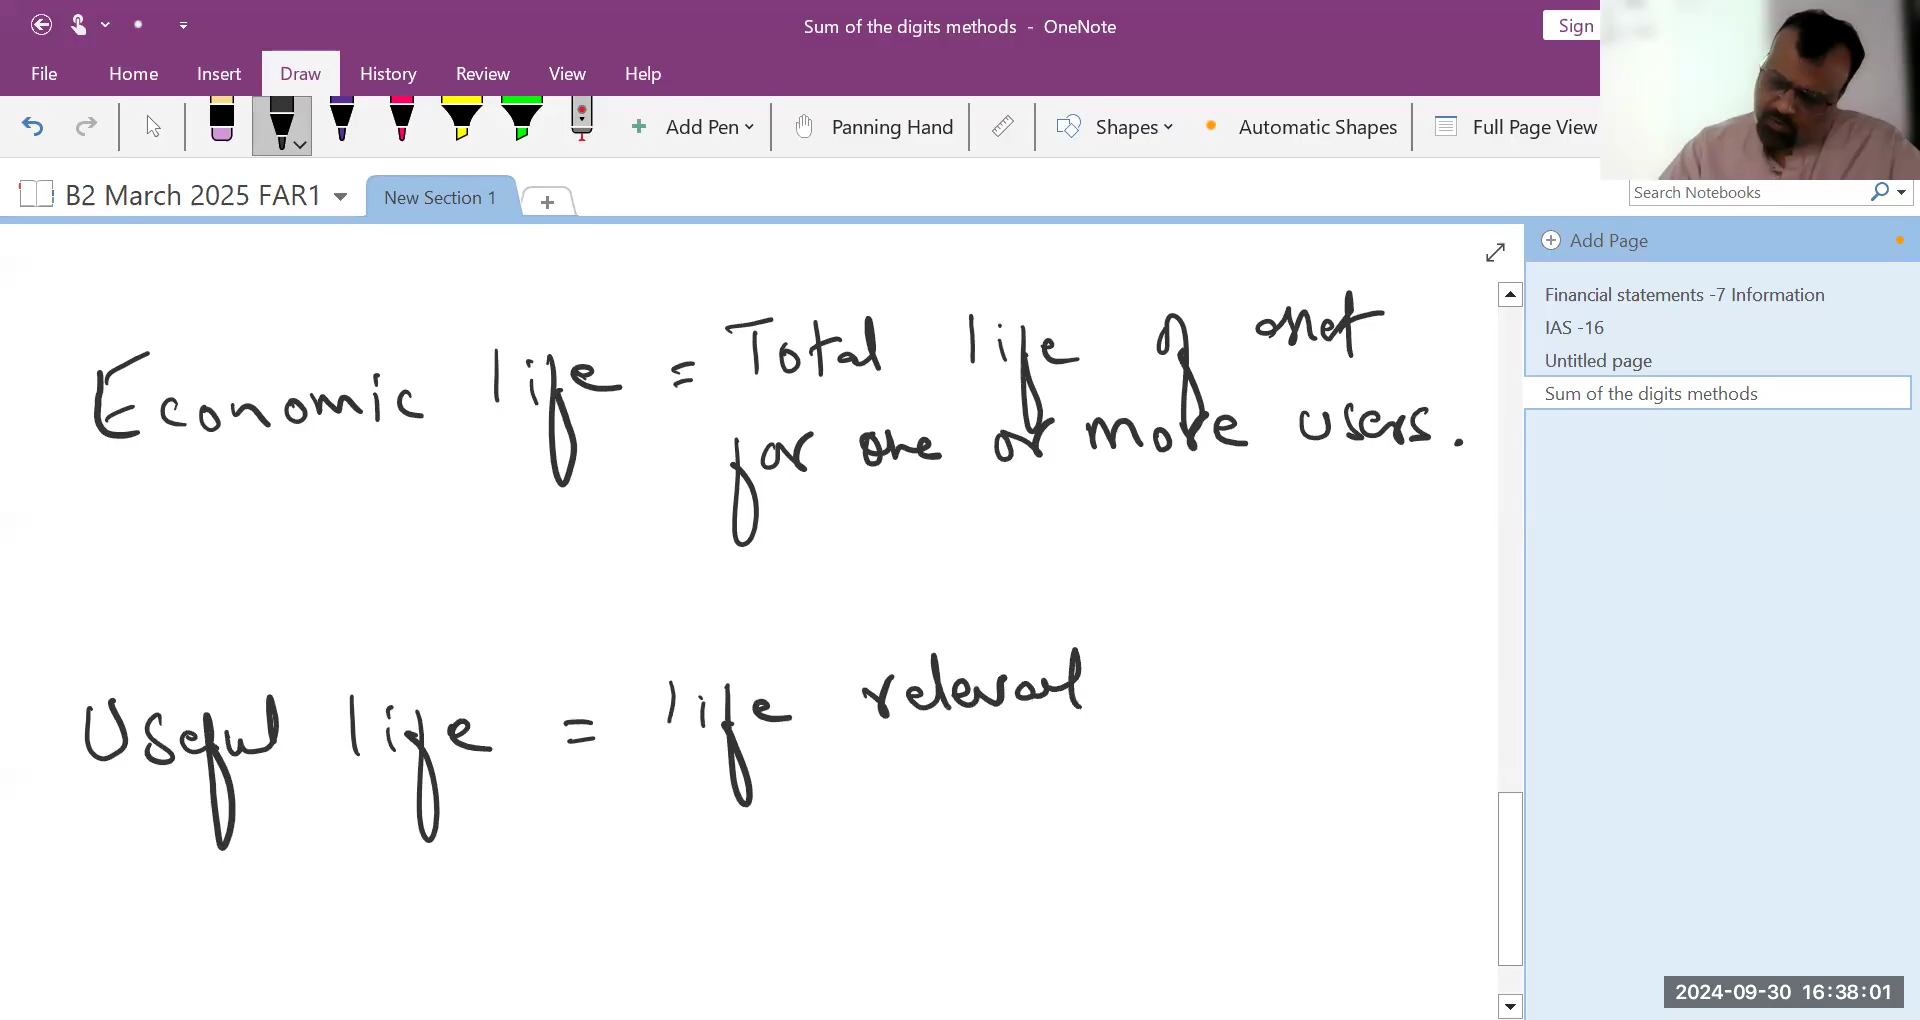 Sum of the digits methods - OneNote
Sign
File Home Insert Draw History Review View Help
Add Pen Panning Hand Shapes Automatic Shapes Full Page View
B2 March 2025 FAR1 New Section 1
Search Notebooks
Add Page
Financial statements -7 Information
IAS -16
Untitled page
Sum of the digits methods
Economic life = Total life of asset
for one or more users.
Useful life = life relevant
2024-09-30 16:38:01